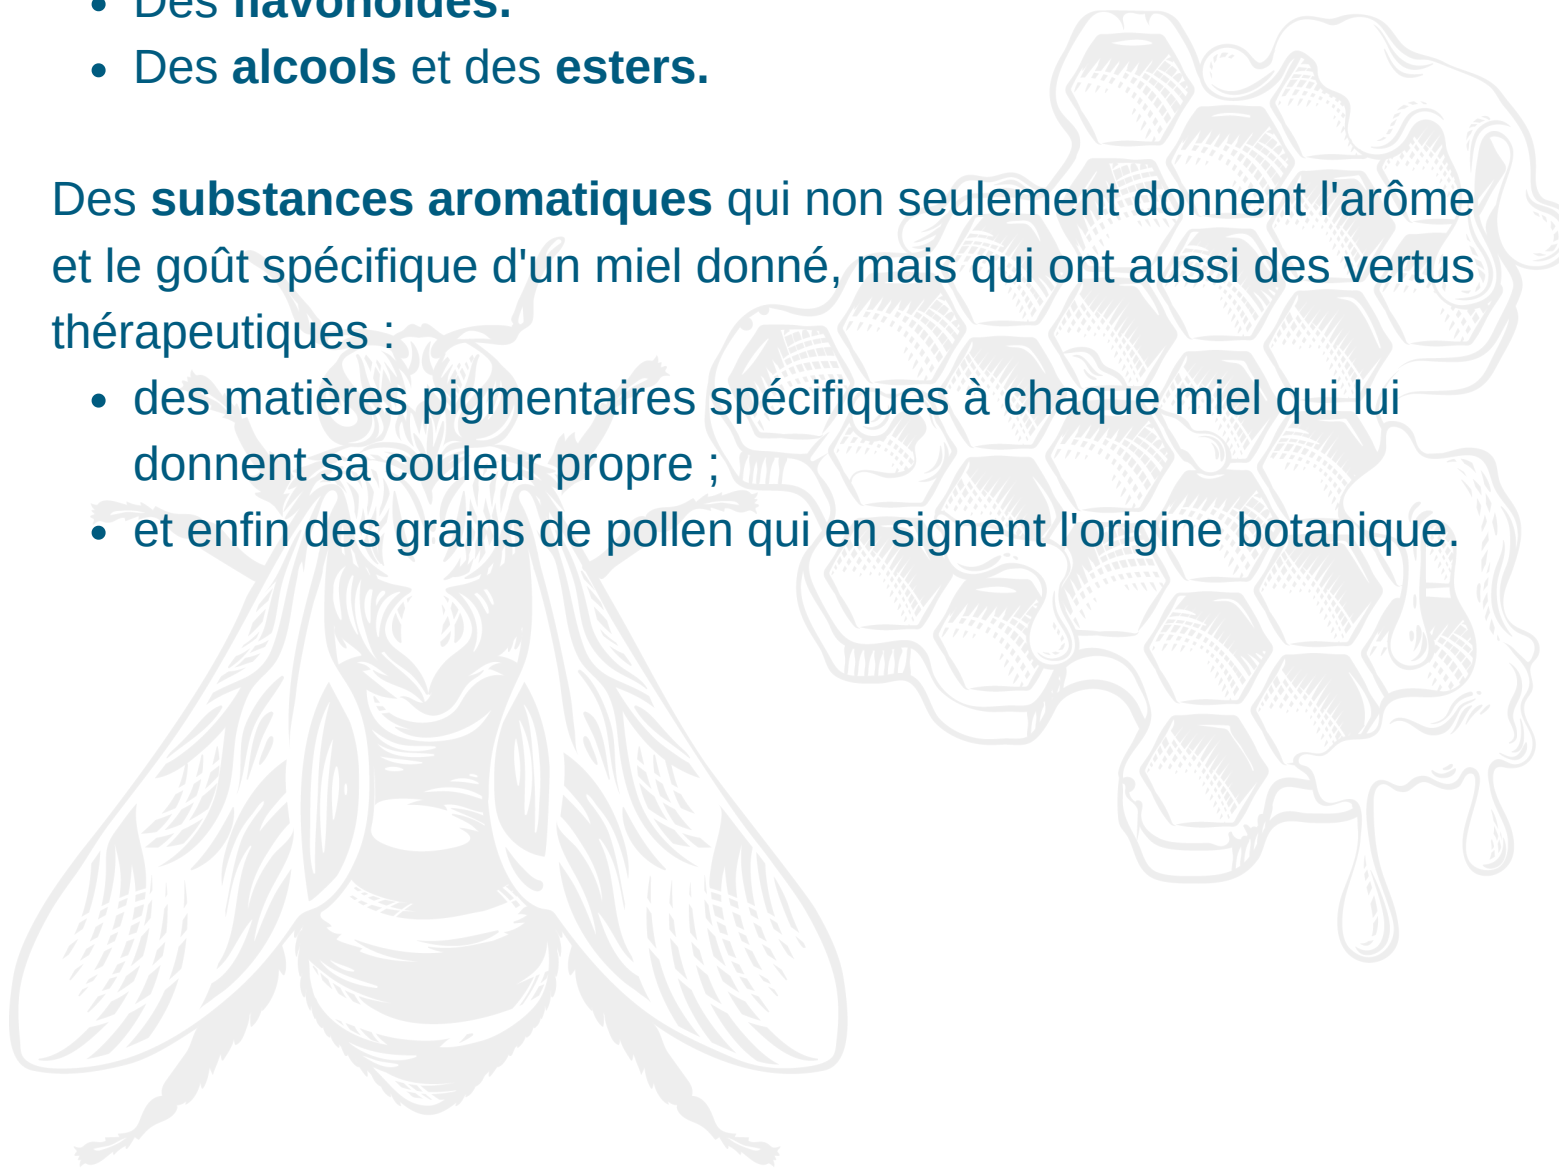 Des flavonoïdes.
Des alcools et des esters.
Des substances aromatiques qui non seulement donnent l'arôme
et le goût spécifique d'un miel donné, mais qui ont aussi des vertus
thérapeutiques :
des matières pigmentaires spécifiques à chaque miel qui lui
donnent sa couleur propre ;
et enfin des grains de pollen qui en signent l'origine botanique.